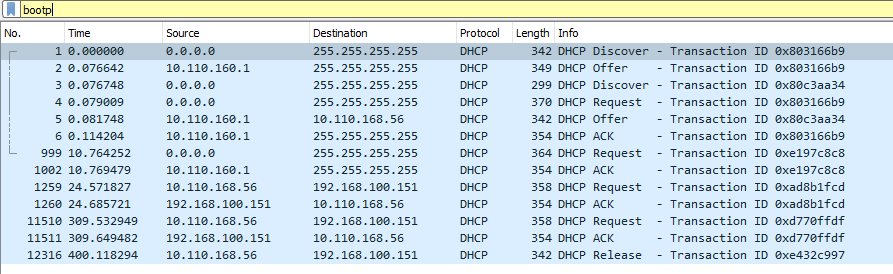 bootp
No. Time Source Destination Protocol Length Info
1 0.000000 0.0.0.0 255.255.255.255 DHCP 342 DHCP Discover - Transaction ID 0x803166b9
2 0.076642 10.110.160.1 255.255.255.255 DHCP 349 DHCP Offer - Transaction ID 0x803166b9
3 0.076748 0.0.0.0 255.255.255.255 DHCP 299 DHCP Discover - Transaction ID 0x80c3aa34
4 0.079009 0.0.0.0 255.255.255.255 DHCP 370 DHCP Request - Transaction ID 0x803166b9
5 0.081748 10.110.160.1 10.110.168.56 DHCP 342 DHCP Offer - Transaction ID 0x80c3aa34
6 0.114204 10.110.160.1 255.255.255.255 DHCP 354 DHCP ACK - Transaction ID 0x803166b9
999 10.764252 0.0.0.0 255.255.255.255 DHCP 364 DHCP Request - Transaction ID 0xe197c8c8
1002 10.769479 10.110.160.1 255.255.255.255 DHCP 354 DHCP ACK - Transaction ID 0xe197c8c8
1259 24.571827 10.110.168.56 192.168.100.151 DHCP 358 DHCP Request - Transaction ID 0xad8b1fcd
1260 24.685721 192.168.100.151 10.110.168.56 DHCP 354 DHCP ACK - Transaction ID 0xad8b1fcd
11510 309.532949 10.110.168.56 192.168.100.151 DHCP 358 DHCP Request - Transaction ID 0xd770ffdf
11511 309.649482 192.168.100.151 10.110.168.56 DHCP 354 DHCP ACK - Transaction ID 0xd770ffdf
12316 400.118294 10.110.168.56 192.168.100.151 DHCP 342 DHCP Release - Transaction ID 0xe432c997